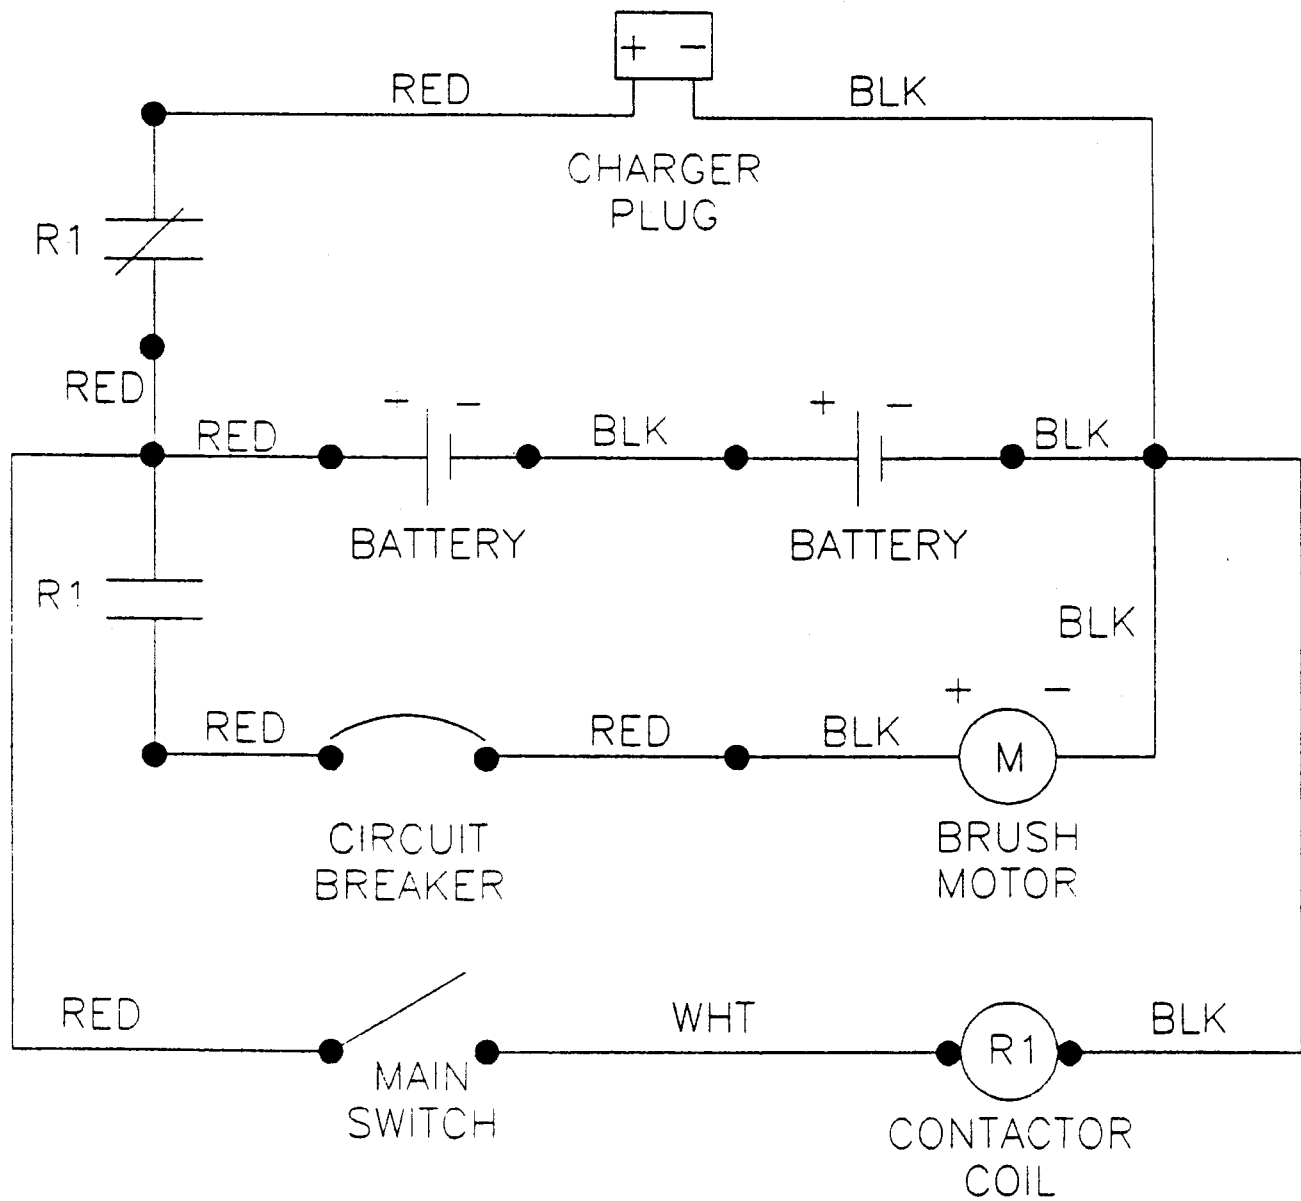 + −
RED
BLK
CHARGER
PLUG
R1
RED
RED
+ −
BLK
+ −
BLK
BATTERY
BATTERY
R1
BLK
RED
RED
BLK
+ −
M
CIRCUIT
BREAKER
BRUSH
MOTOR
RED
WHT
R1
BLK
MAIN
SWITCH
CONTACTOR
COIL